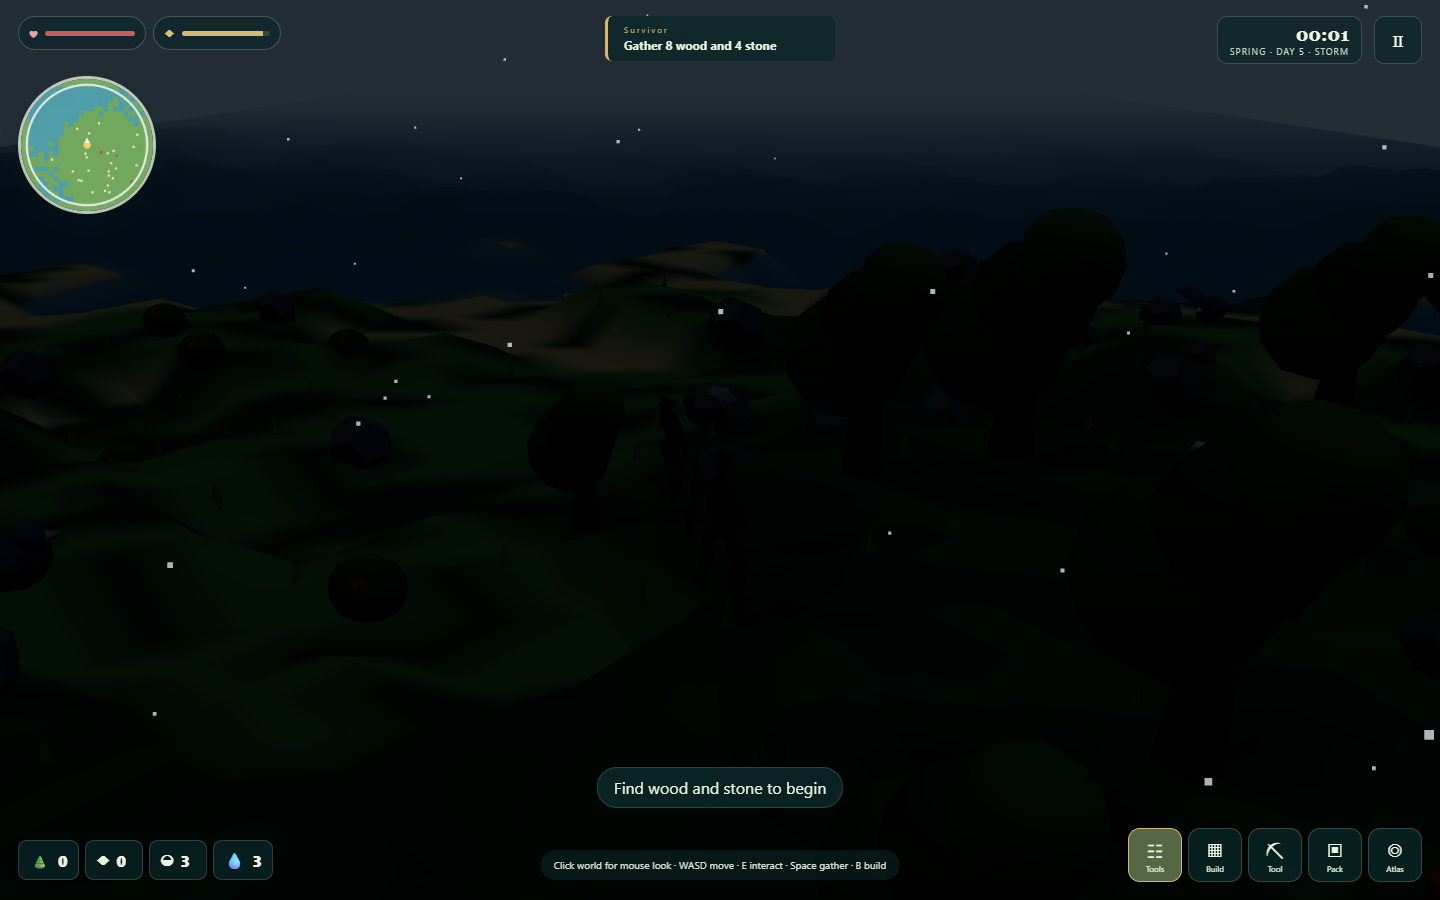 Survivor
Gather 8 wood and 4 stone
00:01
SPRING · DAY 5 · STORM
II
Find wood and stone to begin
0
0
3
3
Click world for mouse look · WASD move · E interact · Space gather · B build
Tools
Build
Tool
Pack
Atlas